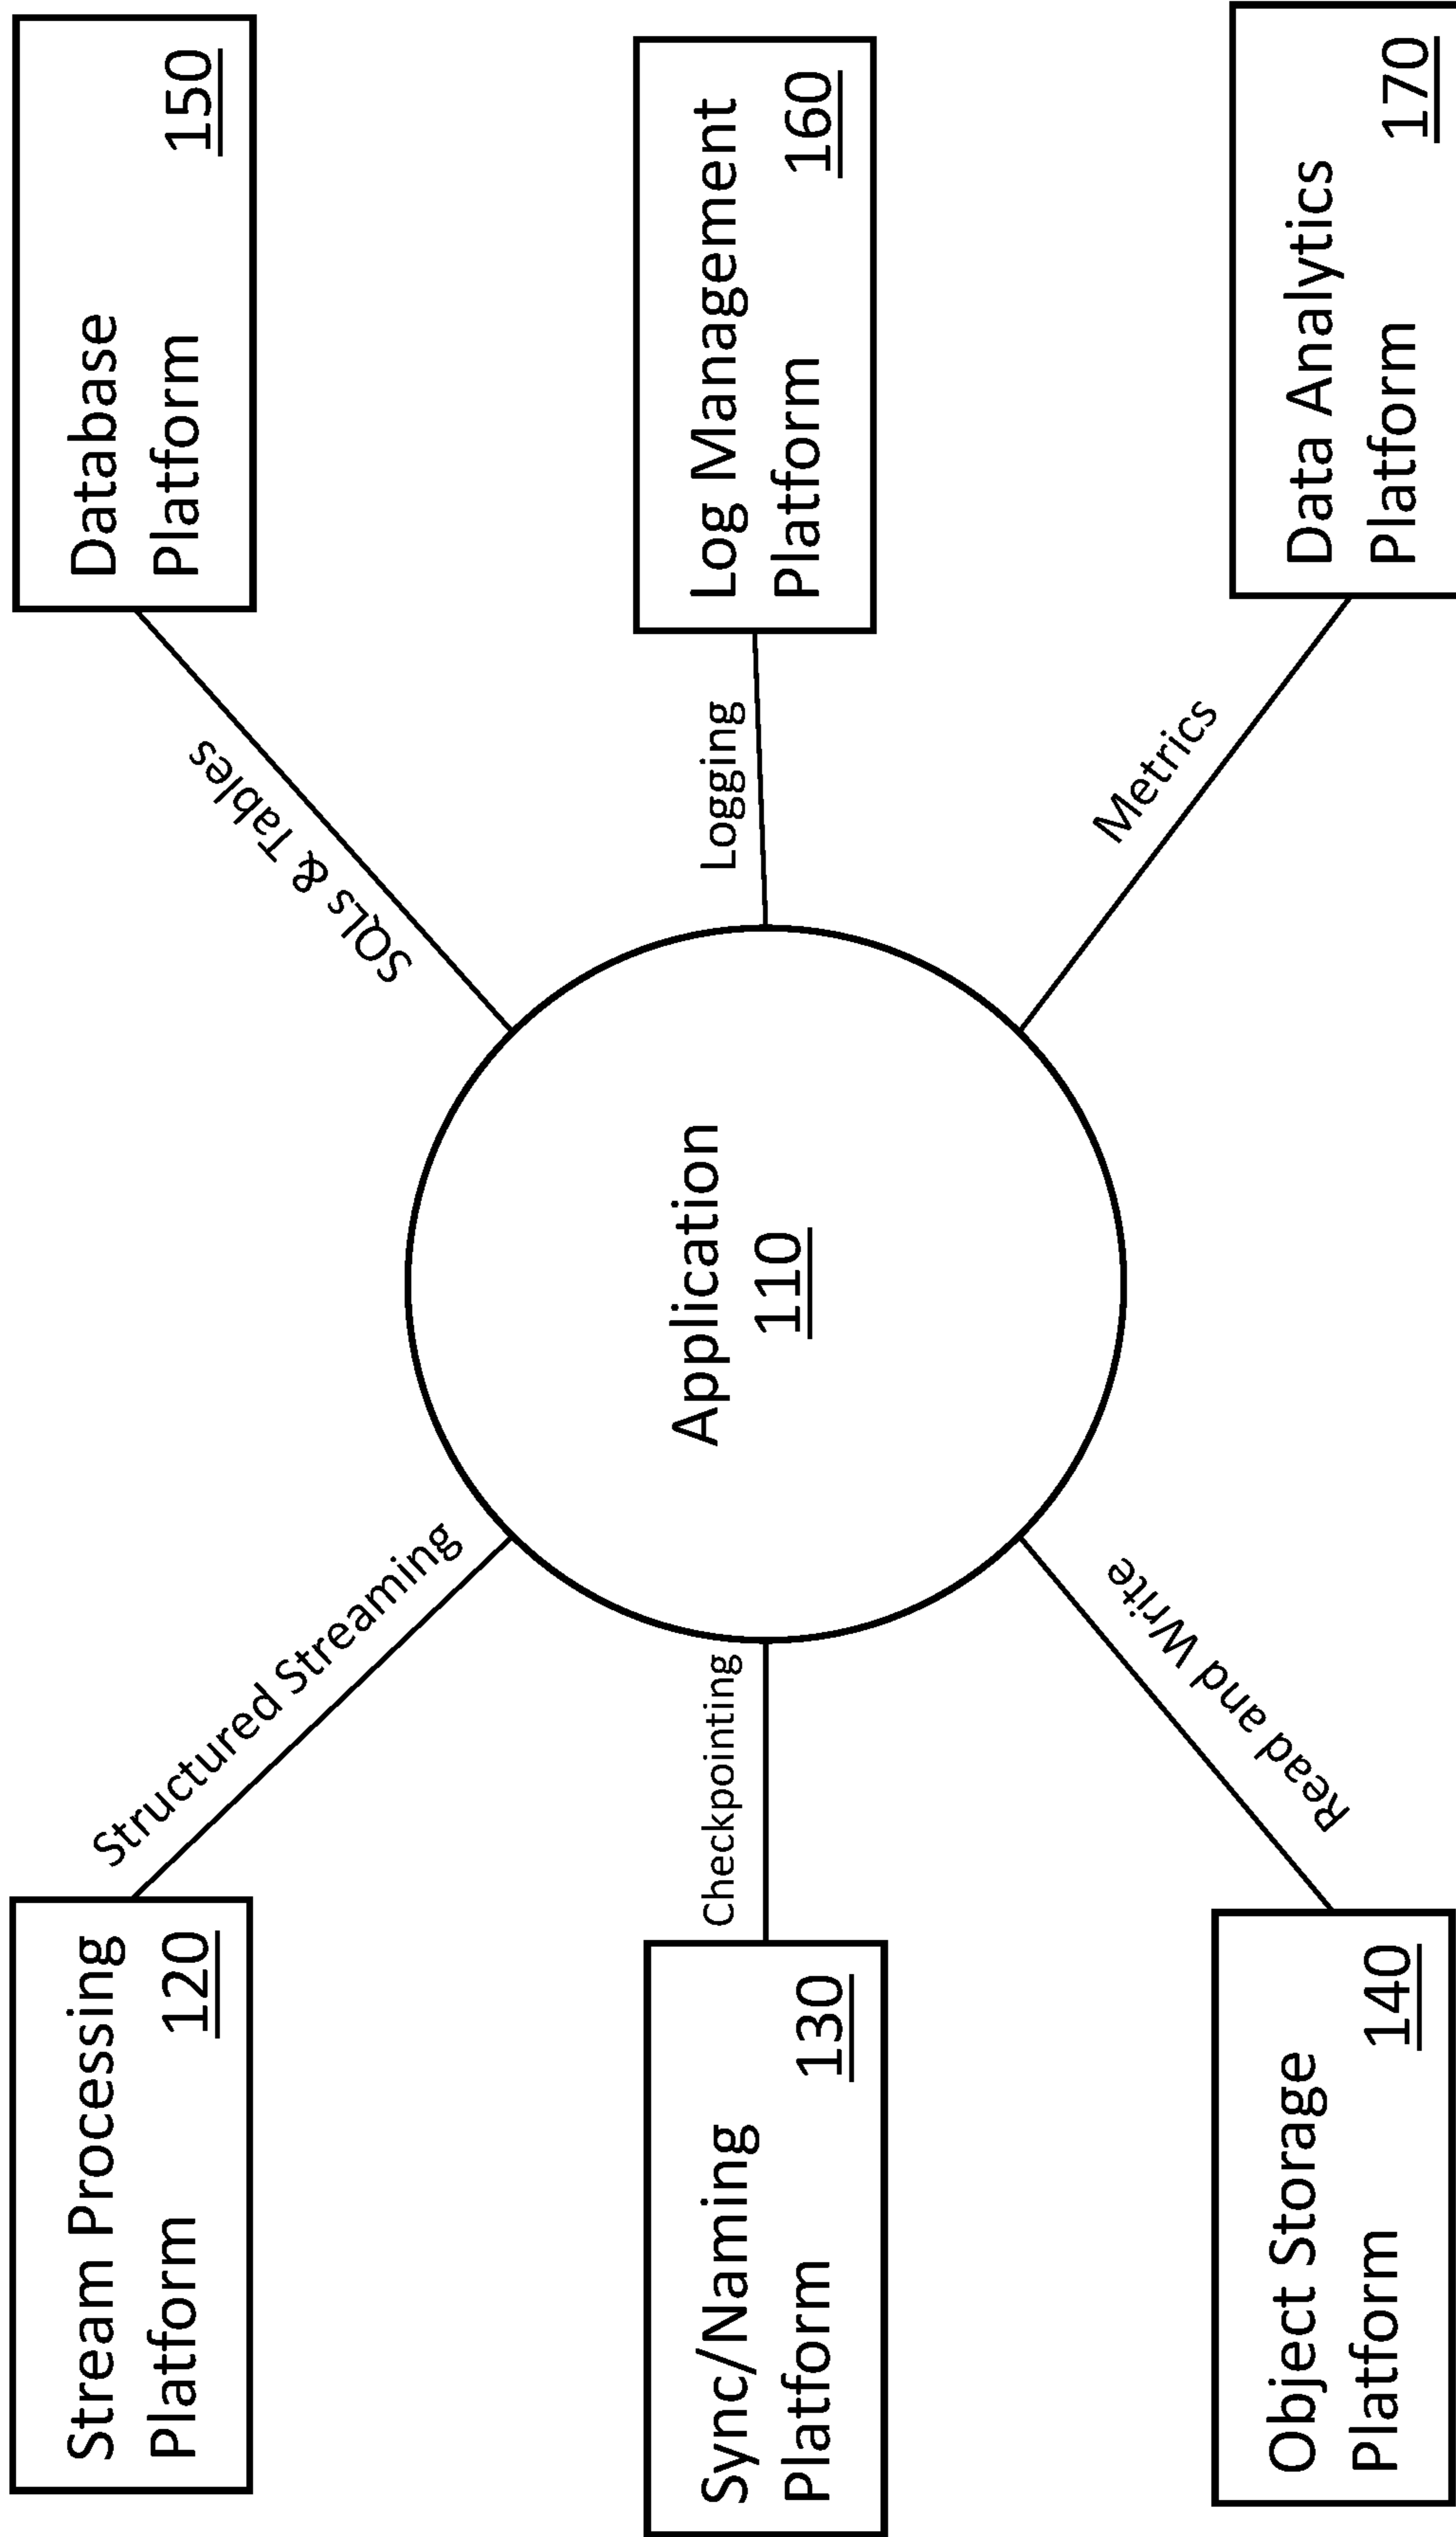 Stream Processing
Platform 120
Structured Streaming
Sync/Naming
Platform 130
Checkpointing
Object Storage
Platform 140
Read and Write
Application
110
SQLs & Tables
Database
Platform 150
Logging
Log Management
Platform 160
Metrics
Data Analytics
Platform 170